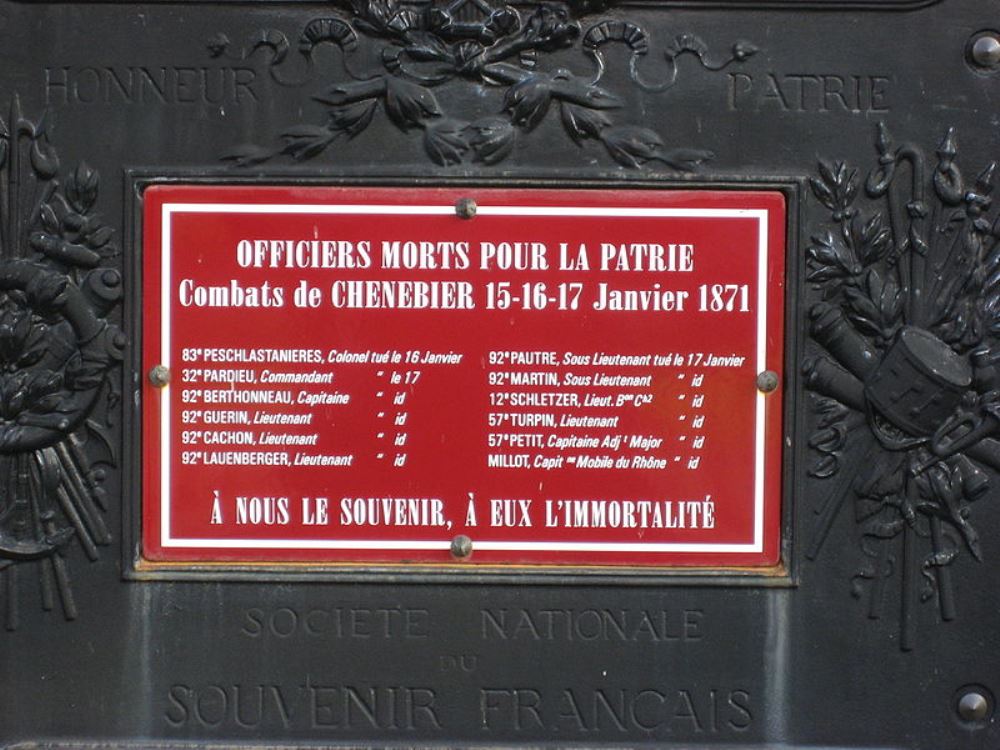 HONNEUR PATRIE
OFFICIERS MORTS POUR LA PATRIE
Combats de CHENEBIER 15-16-17 Janvier 1871
83e PESCHLASTANIERES, Colonel tué le 16 Janvier
32e PARDIEU, Commandant " le 17
92e BERTHONNEAU, Capitaine " id
92e GUERIN, Lieutenant " id
92e CACHON, Lieutenant " id
92e LAUENBERGER, Lieutenant " id
92e PAUTRE, Sous Lieutenant tué le 17 Janvier
92e MARTIN, Sous Lieutenant " id
12e SCHLETZER, Lieut. Bon Ch2 " id
57e TURPIN, Lieutenant " id
57e PETIT, Capitaine Adjt Major " id
MILLOT, Capit ne Mobile du Rhône " id
À NOUS LE SOUVENIR, À EUX L'IMMORTALITÉ
SOCIETE NATIONALE
DU
SOUVENIR FRANÇAIS